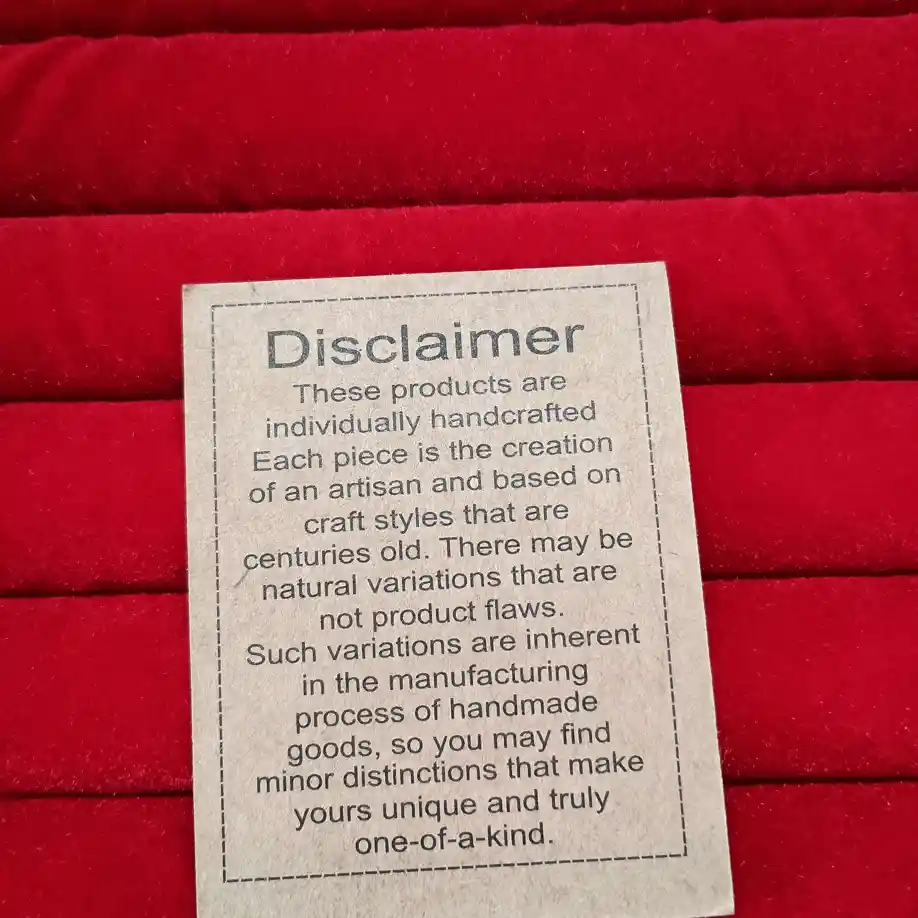 Disclaimer
These products are
individually handcrafted
Each piece is the creation
of an artisan and based on
craft styles that are
centuries old. There may be
natural variations that are
not product flaws.
Such variations are inherent
in the manufacturing
process of handmade
goods, so you may find
minor distinctions that make
yours unique and truly
one-of-a-kind.